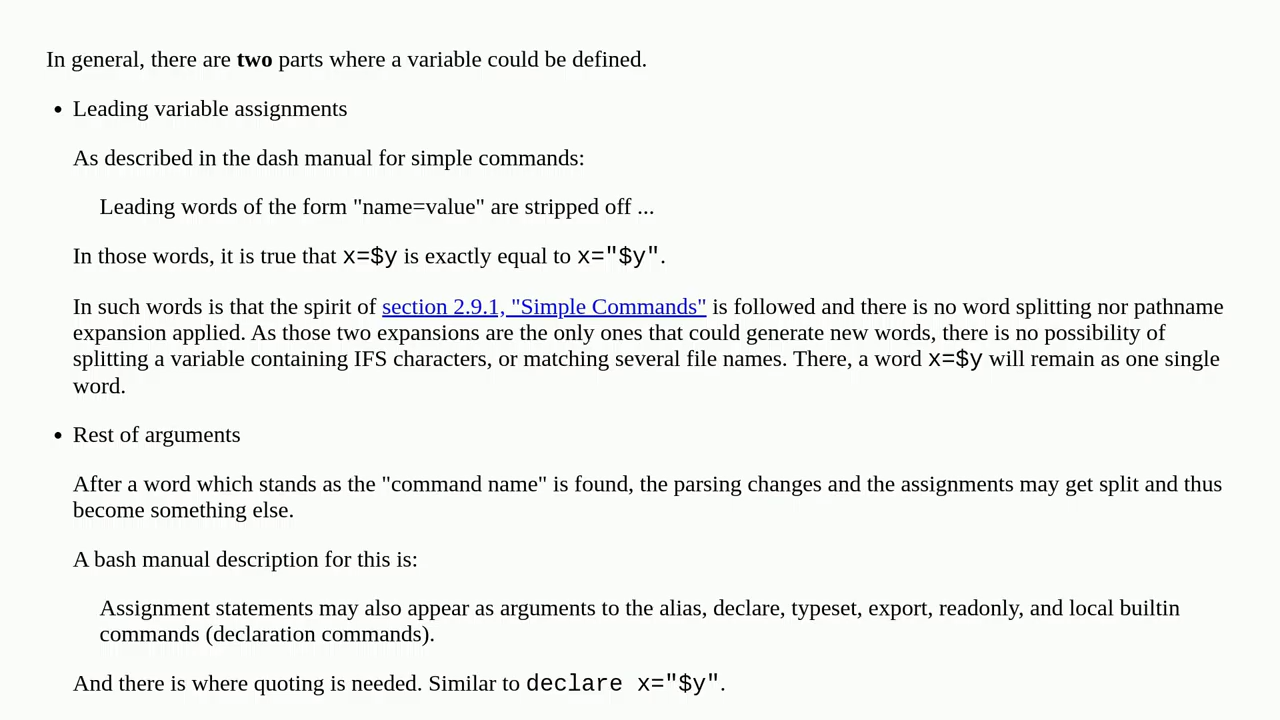 In general, there are two parts where a variable could be defined.
• Leading variable assignments
As described in the dash manual for simple commands:
Leading words of the form "name=value" are stripped off ...
In those words, it is true that x=$y is exactly equal to x="$y".
In such words is that the spirit of section 2.9.1, "Simple Commands" is followed and there is no word splitting nor pathname
expansion applied. As those two expansions are the only ones that could generate new words, there is no possibility of
splitting a variable containing IFS characters, or matching several file names. There, a word x=$y will remain as one single
word.
• Rest of arguments
After a word which stands as the "command name" is found, the parsing changes and the assignments may get split and thus
become something else.
A bash manual description for this is:
Assignment statements may also appear as arguments to the alias, declare, typeset, export, readonly, and local builtin
commands (declaration commands).
And there is where quoting is needed. Similar to declare x="$y".